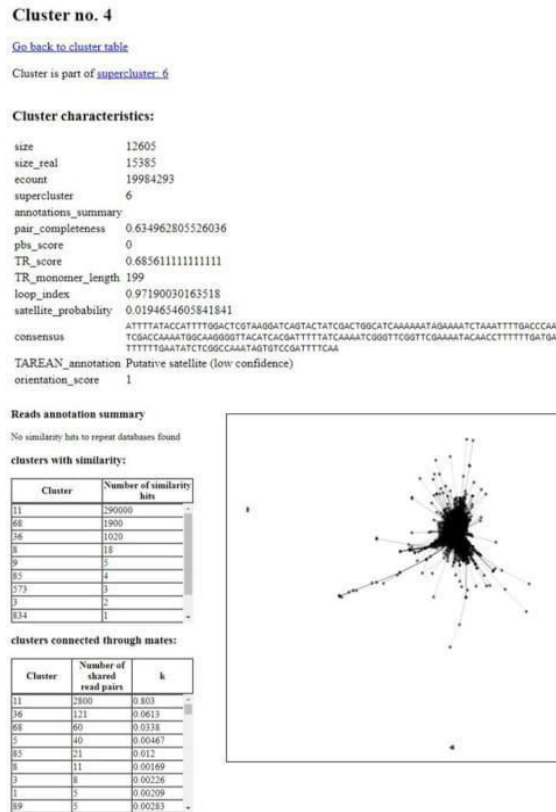 Cluster no. 4
Go back to cluster table
Cluster is part of supercluster: 6
Cluster characteristics:
size 12605
size_real 15385
ecount 19984293
supercluster 6
annotations_summary
pair_completeness 0.634962805526036
pbs_score 0
TR_score 0.685611111111111
TR_monomer_length 199
loop_index 0.97190030163518
satellite_probability 0.0194654605841841
ATTTTATACCATTTTGGACTCGTAAGGATCAGTACTATCGACTGGCATCAAAAAATAGAAAATCTAAATTTTGACCCAA
consensus TCGACCAAAATGGCAAGGGGTTACATCACGATTTTTATCAAAATCGGGTTCGGTTCGAAAATACAACCTTTTTTGATGA
TTTTTTGAATATCTCGGCCAAATAGTGTCCGATTTTCAA
TAREAN_annotation Putative satellite (low confidence)
orientation_score 1
Reads annotation summary
No similarity hits to repeat databases found
clusters with similarity:
Cluster Number of similarity
hits
11 290000
68 1900
36 1020
8 18
9 5
85 4
573 3
3 2
834 1
clusters connected through mates:
Cluster Number of
shared
read pairs k
11 2800 0.803
36 121 0.0613
68 60 0.0338
5 40 0.00467
85 21 0.012
8 11 0.00169
3 8 0.00226
1 5 0.00209
89 5 0.00283